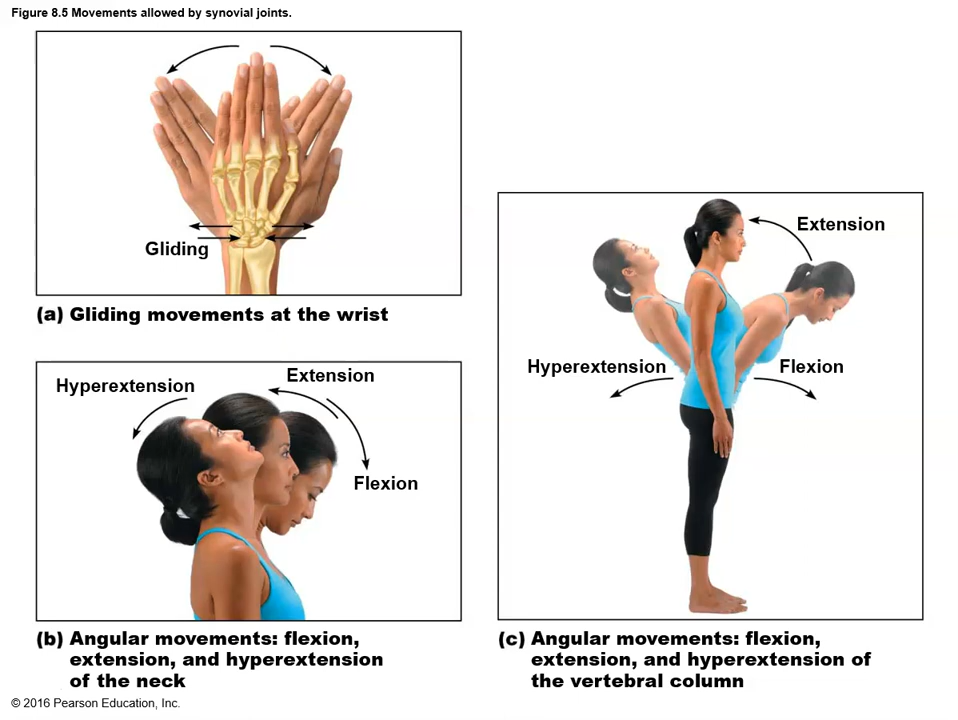 Figure 8.5 Movements allowed by synovial joints.
Gliding
(a) Gliding movements at the wrist
Hyperextension
Extension
Flexion
(b) Angular movements: flexion,
extension, and hyperextension
of the neck
Extension
Hyperextension
Flexion
(c) Angular movements: flexion,
extension, and hyperextension of
the vertebral column
© 2016 Pearson Education, Inc.